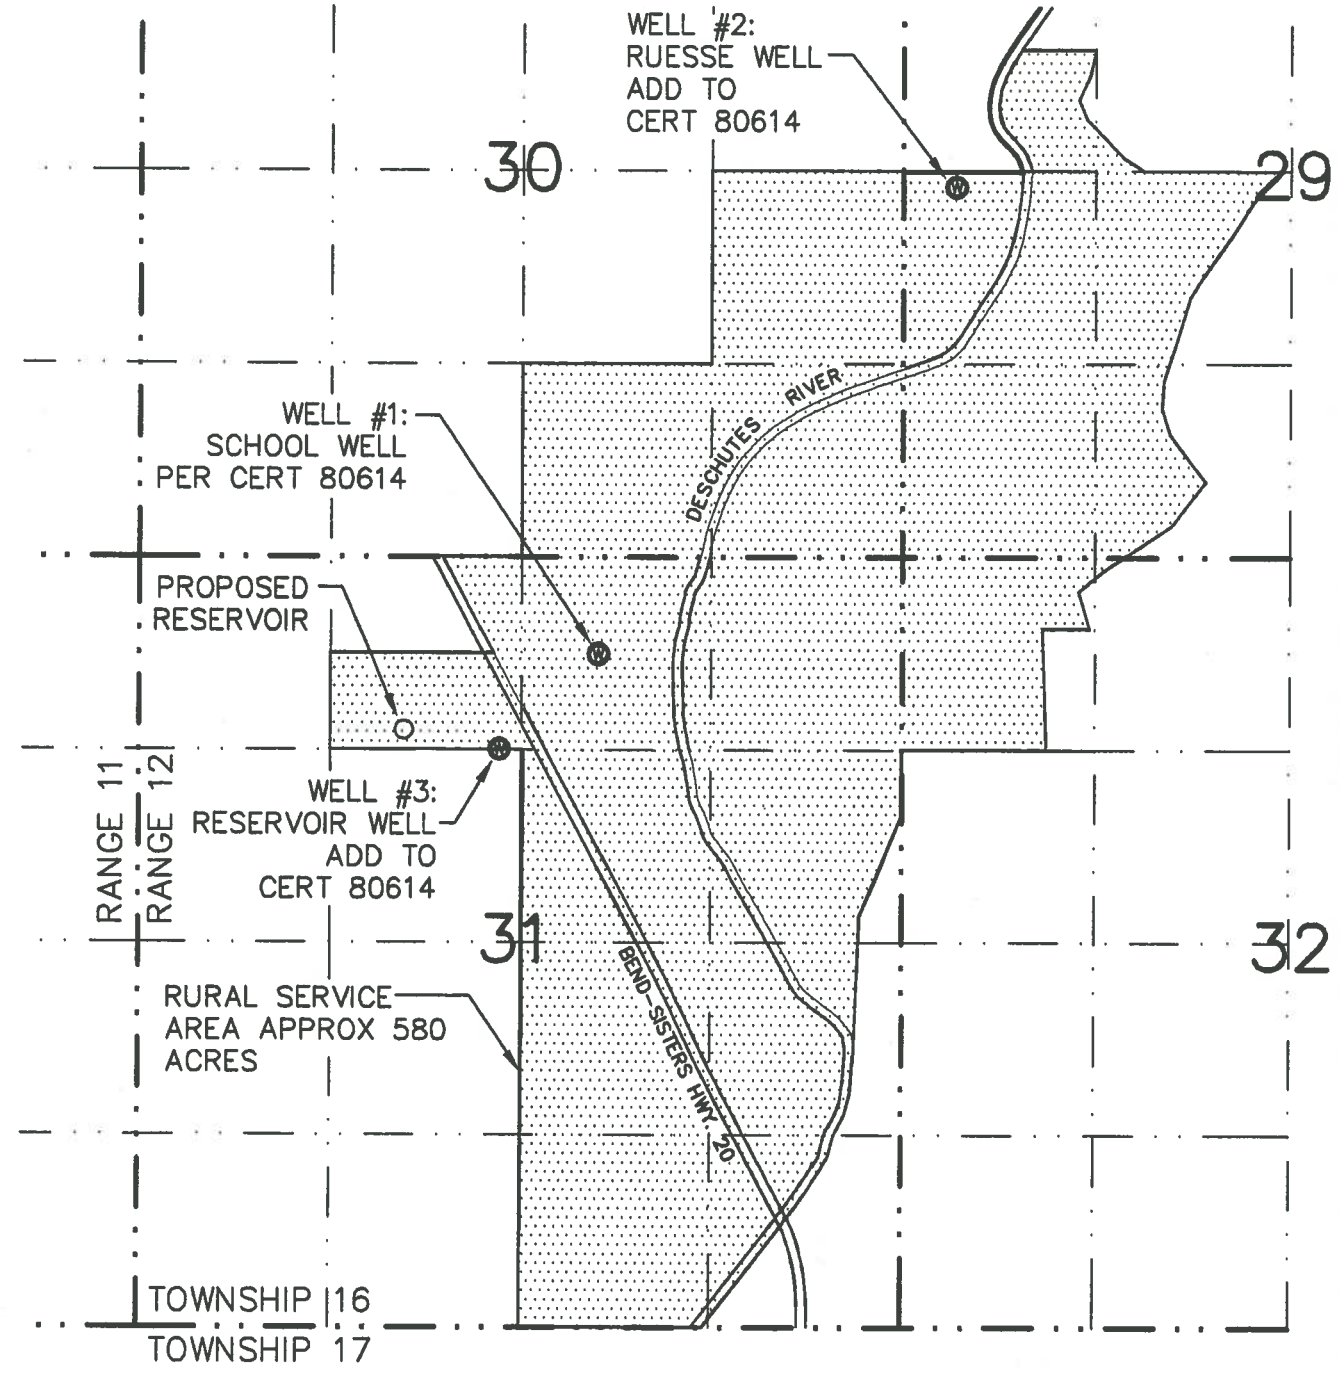 WELL #2:
RUESSE WELL
ADD TO
CERT 80614
30
29
DESCHUTES RIVER
WELL #1:
SCHOOL WELL
PER CERT 80614
PROPOSED
RESERVOIR
W
W
W
RANGE 11
RANGE 12
WELL #3:
RESERVOIR WELL
ADD TO
CERT 80614
31
32
BEND-SISTERS HWY. 20
RURAL SERVICE
AREA APPROX 580
ACRES
TOWNSHIP 16
TOWNSHIP 17